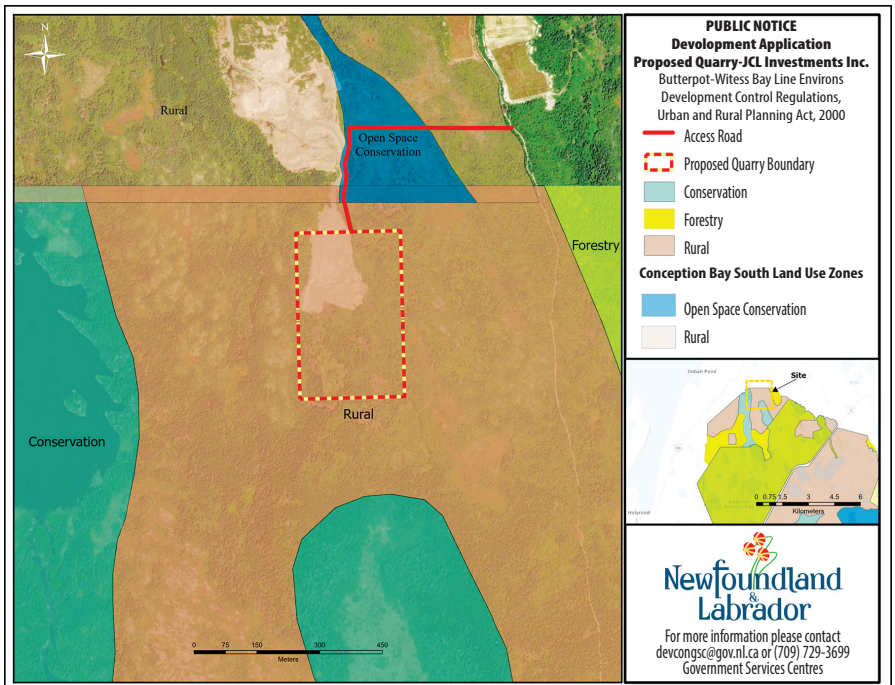 N
Rural
Open Space
Conservation
Forestry
Rural
Conservation
0 75 150 300 450
Meters
PUBLIC NOTICE
Devolopment Application
Proposed Quarry-JCL Investments Inc.
Butterpot-Witess Bay Line Environs
Development Control Regulations,
Urban and Rural Planning Act, 2000
Access Road
Proposed Quarry Boundary
Conservation
Forestry
Rural
Conception Bay South Land Use Zones
Open Space Conservation
Rural
Indian Pond
Site
Holyrood
0 0.75 1.5 3 4.5 6
Kilometers
Newfoundland
&
Labrador
For more information please contact
devcongsc@gov.nl.ca or (709) 729-3699
Government Services Centres